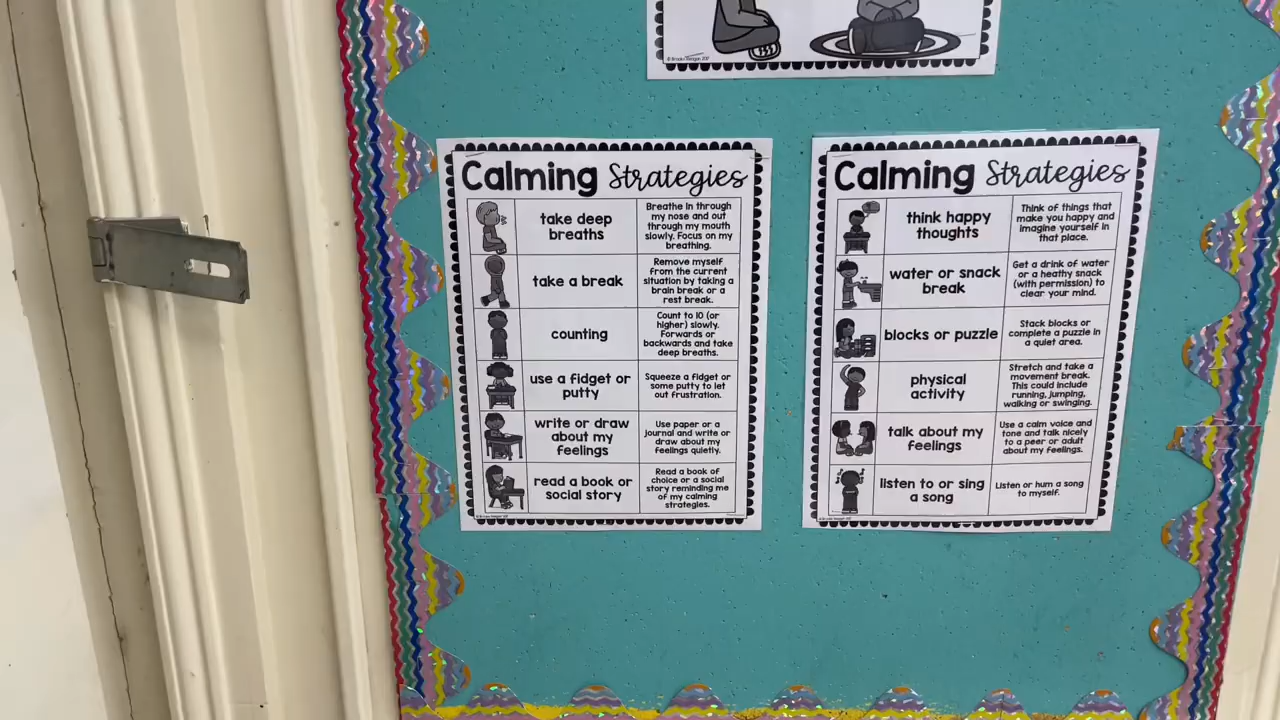 Calming Strategies
take deep
breaths
Breathe in through
my nose and out
through my mouth
slowly. Focus on my
breathing.
take a break
Remove myself
from the current
situation by taking a
brain break or a
rest break.
counting
Count to 10 (or
higher) slowly.
Forwards or
backwards and take
deep breaths.
use a fidget or
putty
Squeeze a fidget or
some putty to let
out frustration.
write or draw
about my
feelings
Use paper or a
journal and write or
draw about my
feelings quietly.
read a book or
social story
Read a book of
choice or a social
story reminding me
of my calming
strategies.
Calming Strategies
think happy
thoughts
Think of things that
make you happy and
imagine yourself in
that place.
water or snack
break
Get a drink of water
or a heathy snack
(with permission) to
clear your mind.
blocks or puzzle
Stack blocks or
complete a puzzle in
a quiet area.
physical
activity
Stretch and take a
movement break.
This could include
running, jumping,
walking or swinging.
talk about my
feelings
Use a calm voice and
tone and talk nicely
to a peer or adult
about my feelings.
listen to or sing
a song
Listen or hum a song
to myself.